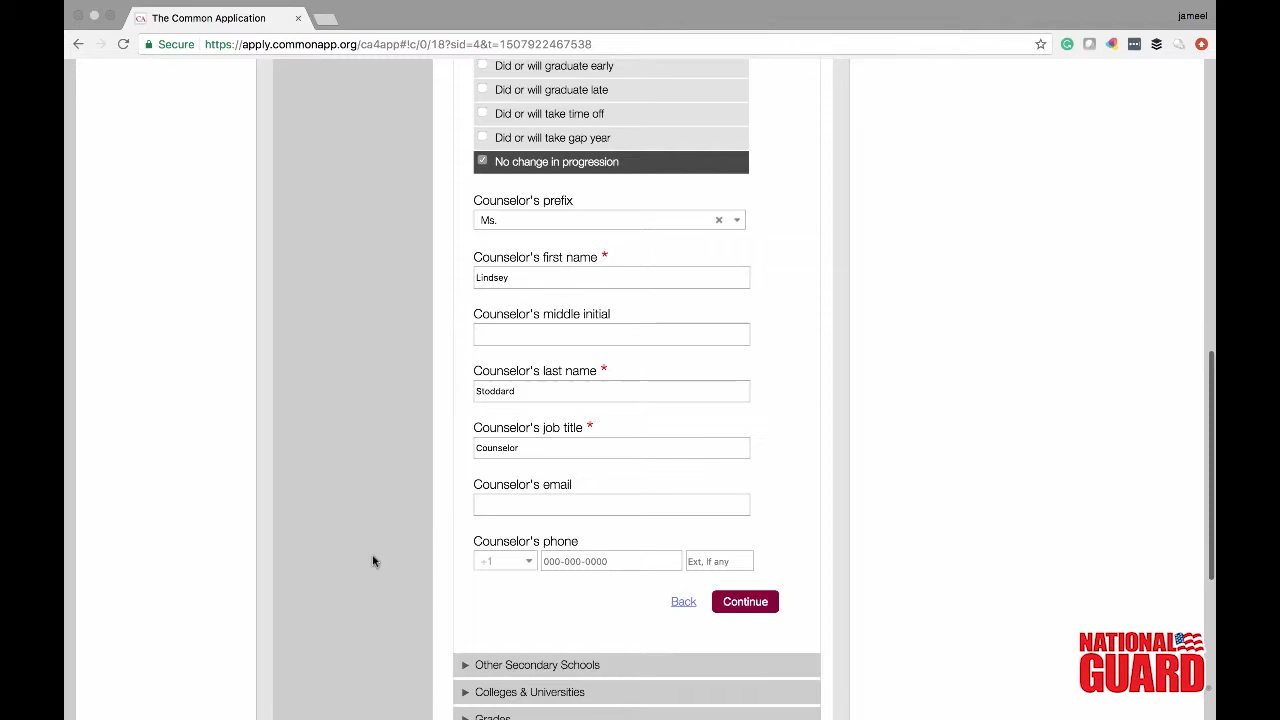 The Common Application
jameel
Secure
https://apply.commonapp.org/ca4app#!c/0/18?sid=4&t=1507922467538
Did or will graduate early
Did or will graduate late
Did or will take time off
Did or will take gap year
No change in progression
Counselor's prefix
Ms.
Counselor's first name *
Lindsey
Counselor's middle initial
Counselor's last name *
Stoddard
Counselor's job title *
Counselor
Counselor's email
Counselor's phone
+1 000-000-0000 Ext, If any
Back Continue
Other Secondary Schools
Colleges & Universities
Grades
NATIONAL
GUARD